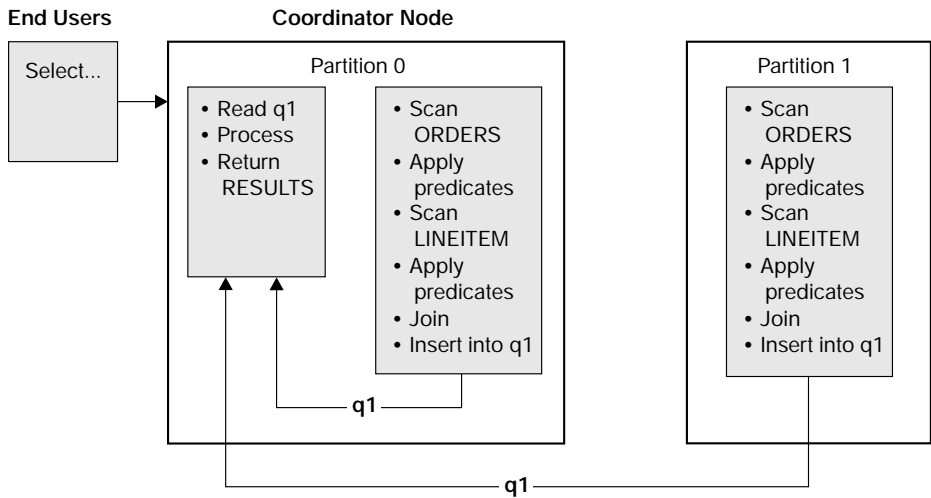 End Users
Coordinator Node
Select...
Partition 0
• Read q1
• Process
• Return
RESULTS
• Scan
ORDERS
• Apply
predicates
• Scan
LINEITEM
• Apply
predicates
• Join
• Insert into q1
q1
Partition 1
• Scan
ORDERS
• Apply
predicates
• Scan
LINEITEM
• Apply
predicates
• Join
• Insert into q1
q1